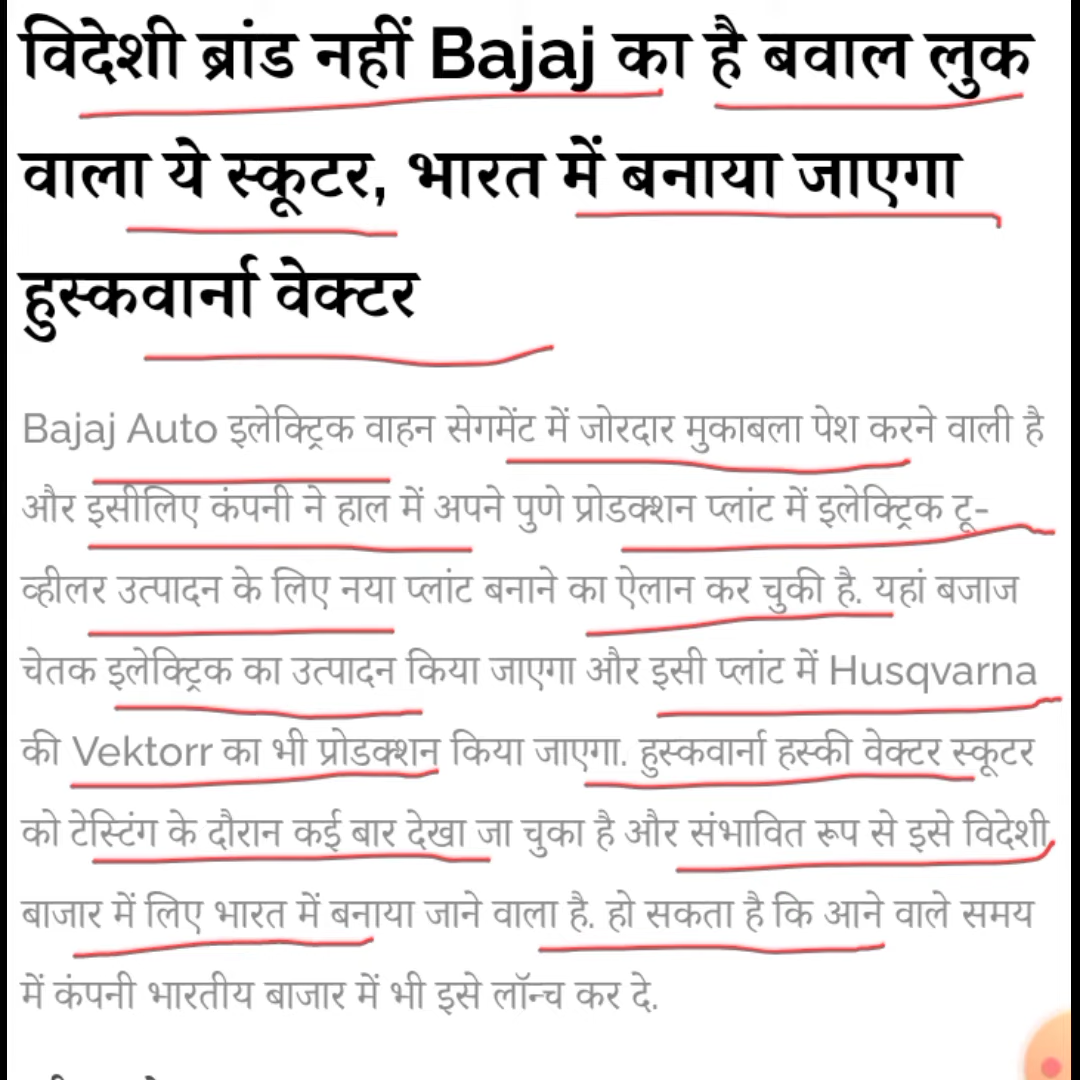 विदेशी ब्रांड नहीं Bajaj का है बवाल लुक
वाला ये स्कूटर, भारत में बनाया जाएगा
हुस्कवार्ना वेक्टर
Bajaj Auto इलेक्ट्रिक वाहन सेगमेंट में जोरदार मुकाबला पेश करने वाली है
और इसीलिए कंपनी ने हाल में अपने पुणे प्रोडक्शन प्लांट में इलेक्ट्रिक टू-
व्हीलर उत्पादन के लिए नया प्लांट बनाने का ऐलान कर चुकी है. यहां बजाज
चेतक इलेक्ट्रिक का उत्पादन किया जाएगा और इसी प्लांट में Husqvarna
की Vektorr का भी प्रोडक्शन किया जाएगा. हुस्कवार्ना हस्की वेक्टर स्कूटर
को टेस्टिंग के दौरान कई बार देखा जा चुका है और संभावित रूप से इसे विदेशी
बाजार में लिए भारत में बनाया जाने वाला है. हो सकता है कि आने वाले समय
में कंपनी भारतीय बाजार में भी इसे लॉन्च कर दे.